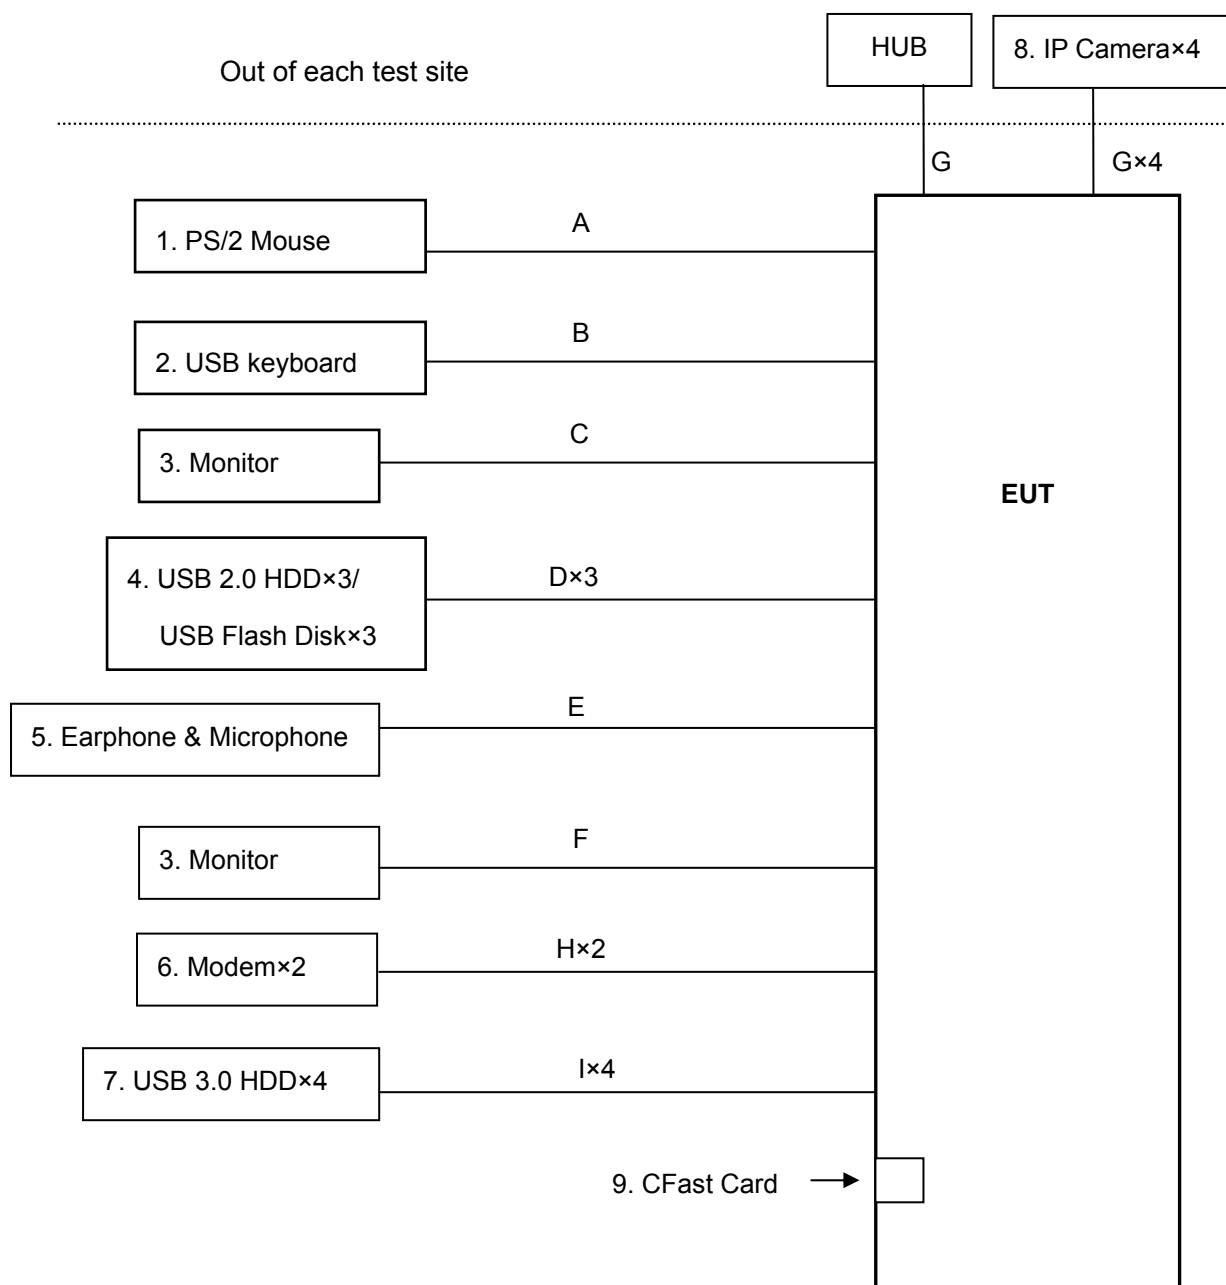 HUB
8. IP Camera×4
Out of each test site
G
G×4
1. PS/2 Mouse
A
2. USB keyboard
B
3. Monitor
C
EUT
4. USB 2.0 HDD×3/
USB Flash Disk×3
D×3
5. Earphone & Microphone
E
3. Monitor
F
6. Modem×2
H×2
7. USB 3.0 HDD×4
I×4
9. CFast Card